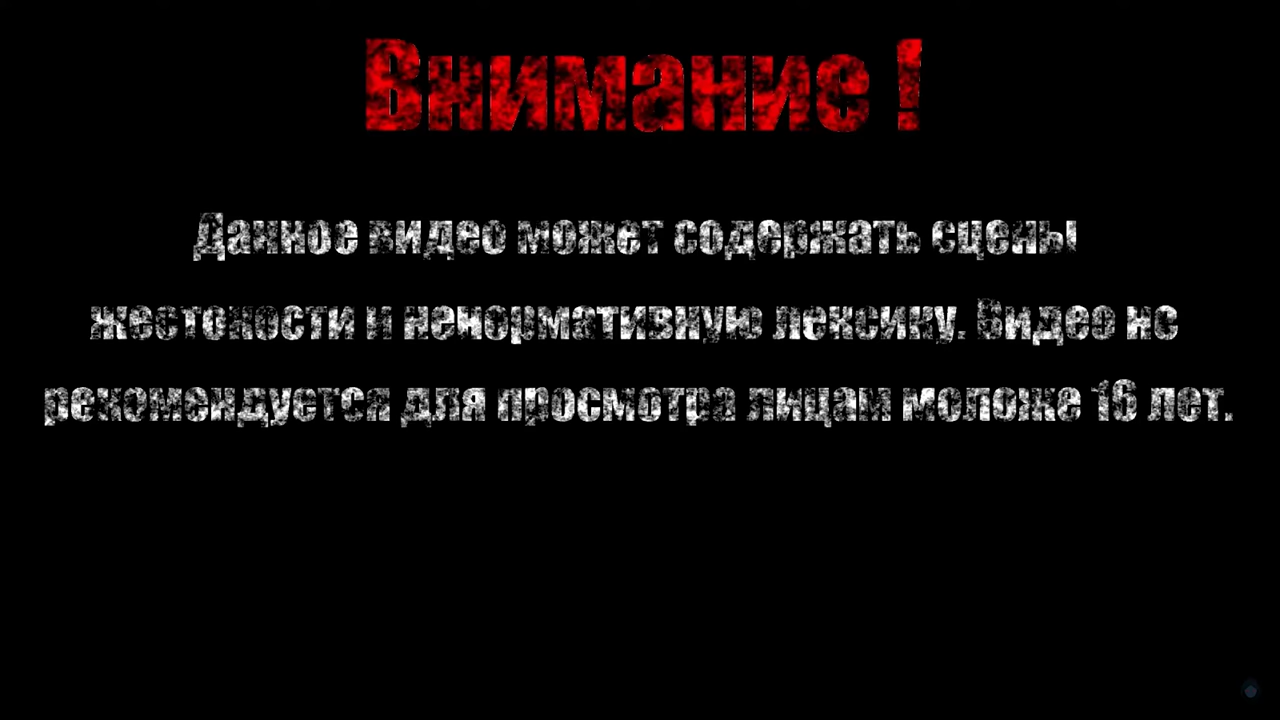 Внимание !
Данное видео может содержать сцены
жестокости и ненормативную лексику. Видео не
рекомендуется для просмотра лицам моложе 16 лет.